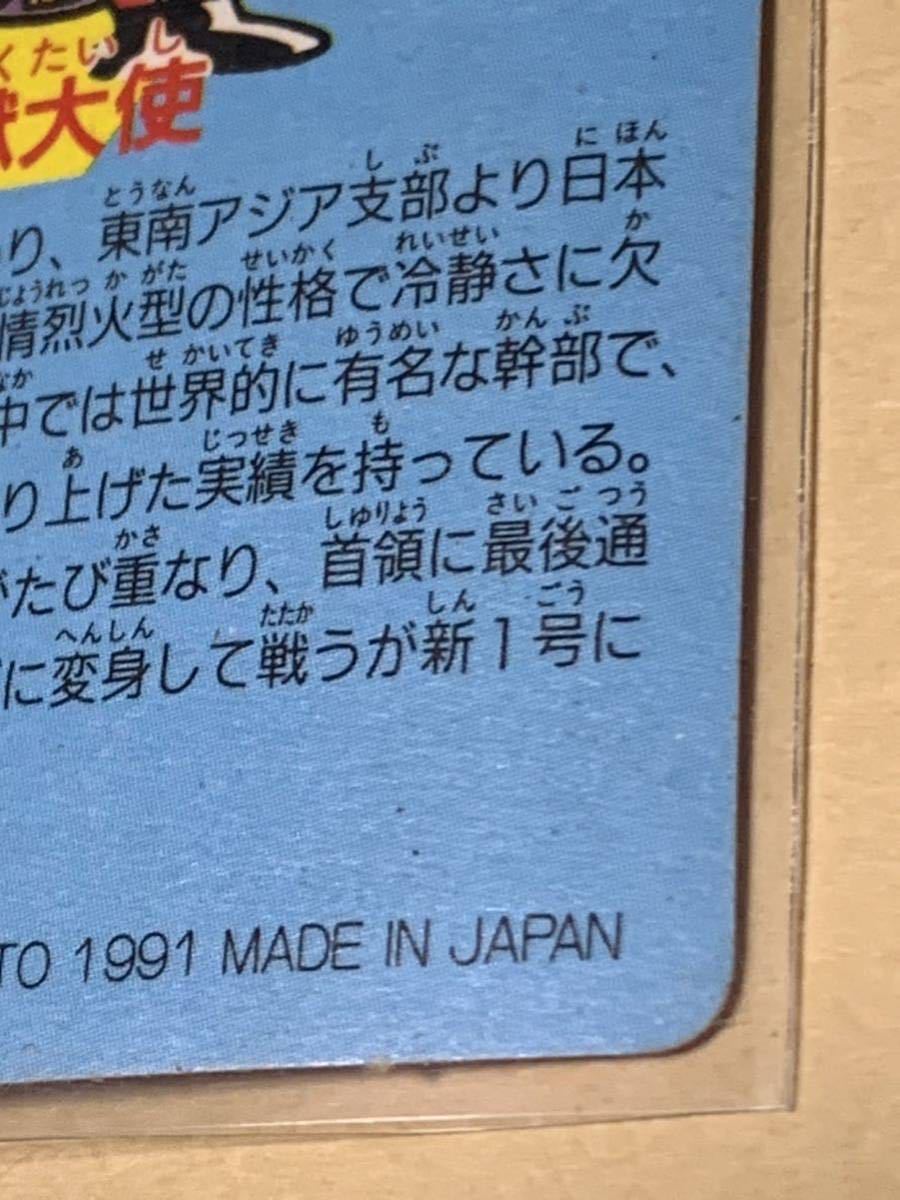 くたいし
大使
り、東南アジア支部より日本
情烈火型の性格で冷静さに欠
中では世界的に有名な幹部で、
り上げた実績を持っている。
たび重なり、首領に最後通
に変身して戦うが新1号に
TO 1991 MADE IN JAPAN